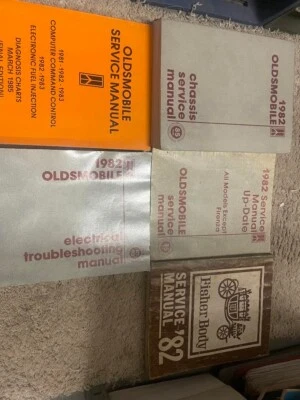 OLDSMOBILE
SERVICE MANUAL
1981-1982-1983
COMPUTER COMMAND CONTROL
1982-1983
ELECTRONIC FUEL INJECTION
DIAGNOSIS CHARTS
MARCH 1985
1982
OLDSMOBILE
chassis
service
manual
1982
OLDSMOBILE
electrical
troubleshooting
manual
1982 Service
Manual
Up-Date
All Models Except
Firenza
OLDSMOBILE
service
manual
Fisher Body
SERVICE
MANUAL
'82